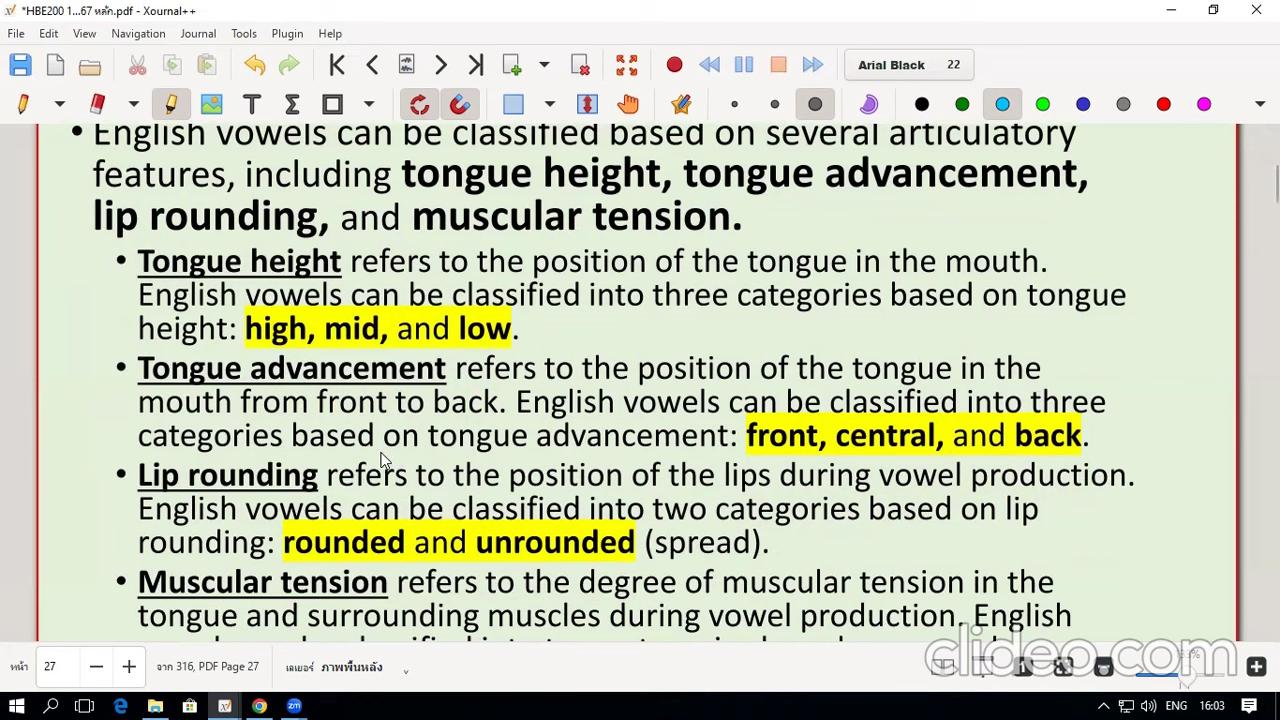 *HBE200 1...67 หลัก.pdf - Xournal++
File Edit View Navigation Journal Tools Plugin Help
Arial Black 22
• English vowels can be classified based on several articulatory
features, including tongue height, tongue advancement,
lip rounding, and muscular tension.
• Tongue height refers to the position of the tongue in the mouth.
English vowels can be classified into three categories based on tongue
height: high, mid, and low.
• Tongue advancement refers to the position of the tongue in the
mouth from front to back. English vowels can be classified into three
categories based on tongue advancement: front, central, and back.
• Lip rounding refers to the position of the lips during vowel production.
English vowels can be classified into two categories based on lip
rounding: rounded and unrounded (spread).
• Muscular tension refers to the degree of muscular tension in the
tongue and surrounding muscles during vowel production. English
หน้า 27 จาก 316, PDF Page 27 เลเยอร์ ภาพพื้นหลัง
clideo.com
ENG 16:03